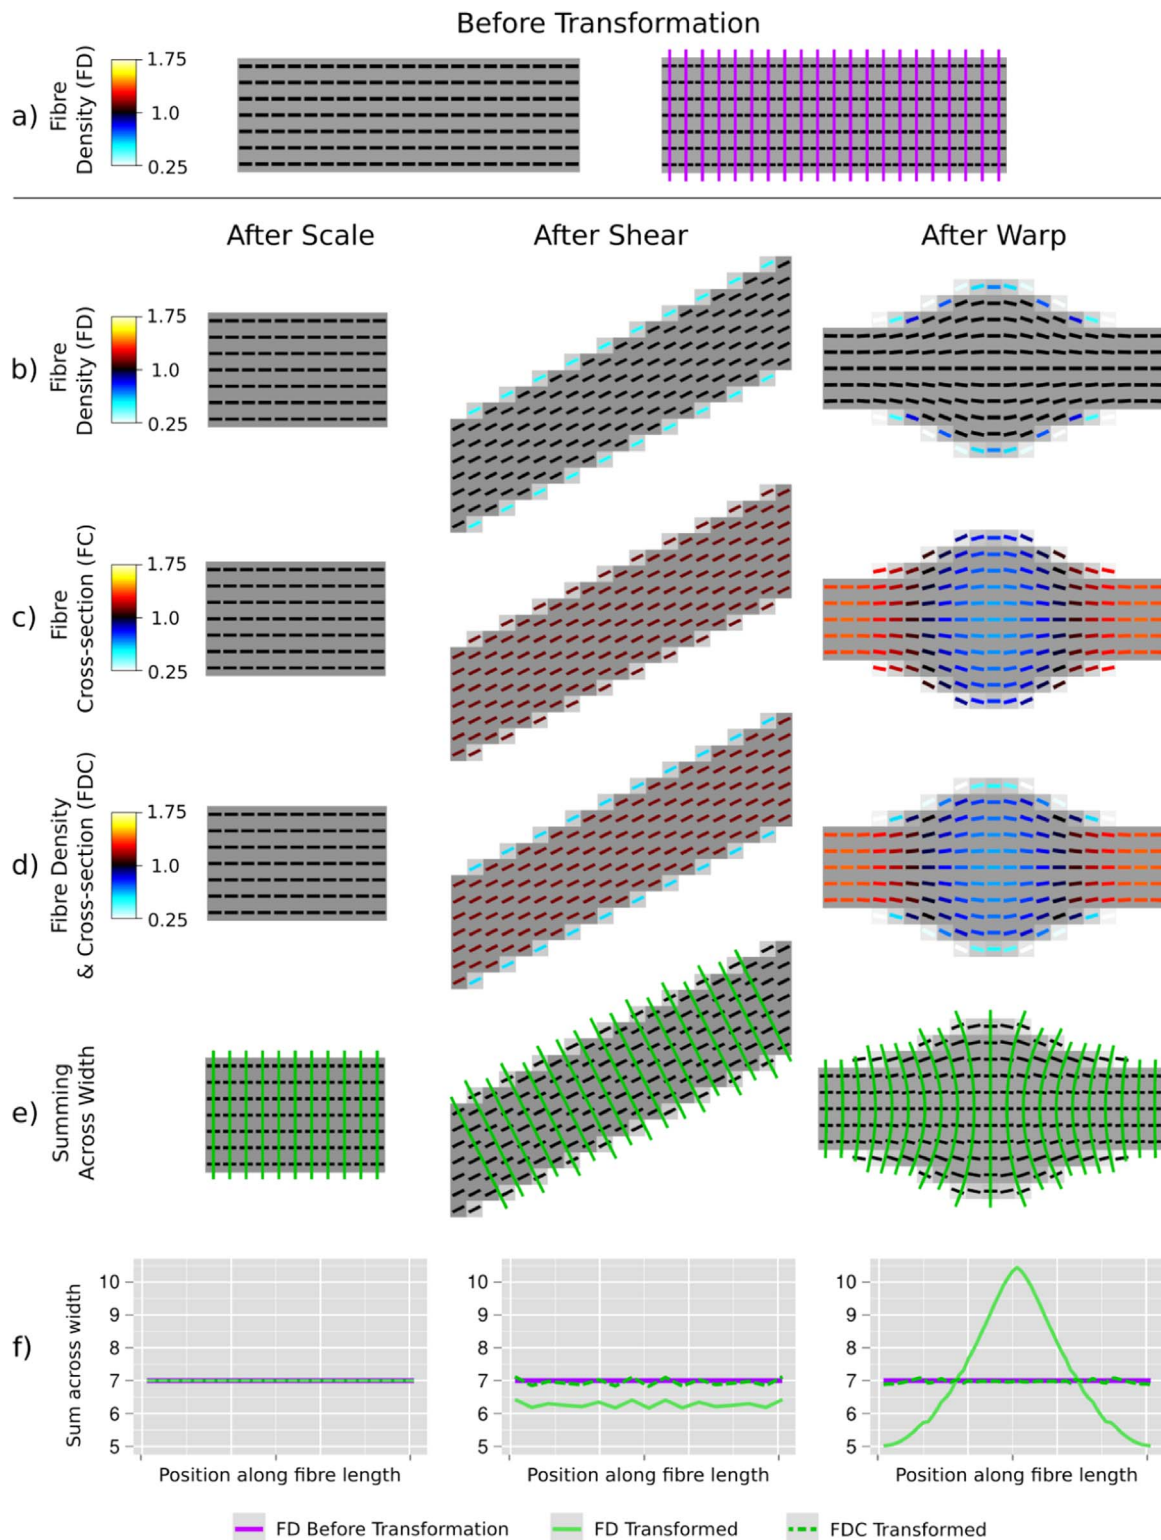 Before Transformation
a)
Fibre
Density (FD)
1.75
1.0
0.25
After Scale
After Shear
After Warp
b)
Fibre
Density (FD)
1.75
1.0
0.25
c)
Fibre
Cross-section (FC)
1.75
1.0
0.25
d)
Fibre Density
& Cross-section (FDC)
1.75
1.0
0.25
e)
Summing
Across Width
f)
Sum across width
10
9
8
7
6
5
Position along fibre length
10
9
8
7
6
5
Position along fibre length
10
9
8
7
6
5
Position along fibre length
FD Before Transformation
FD Transformed
FDC Transformed